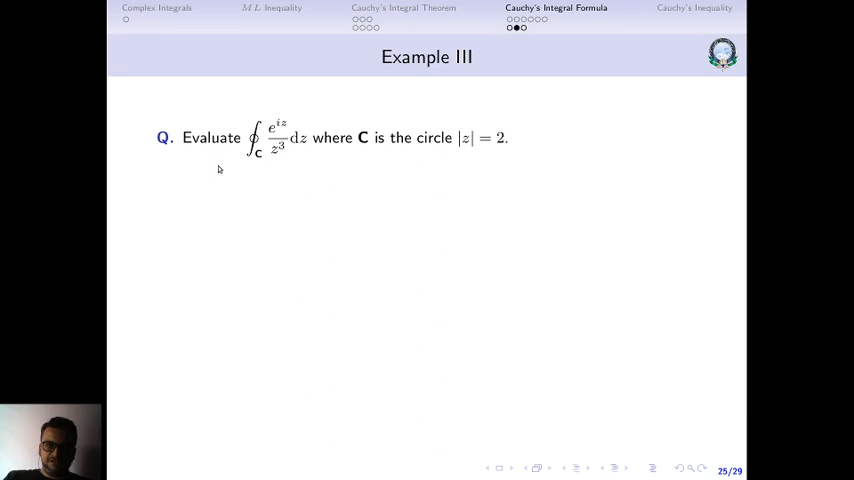 Complex Integrals ML Inequality Cauchy's Integral Theorem Cauchy's Integral Formula Cauchy's Inequality
Example III
Q. Evaluate ∮_C e^{iz}/z^3 dz where C is the circle |z| = 2.
25/29